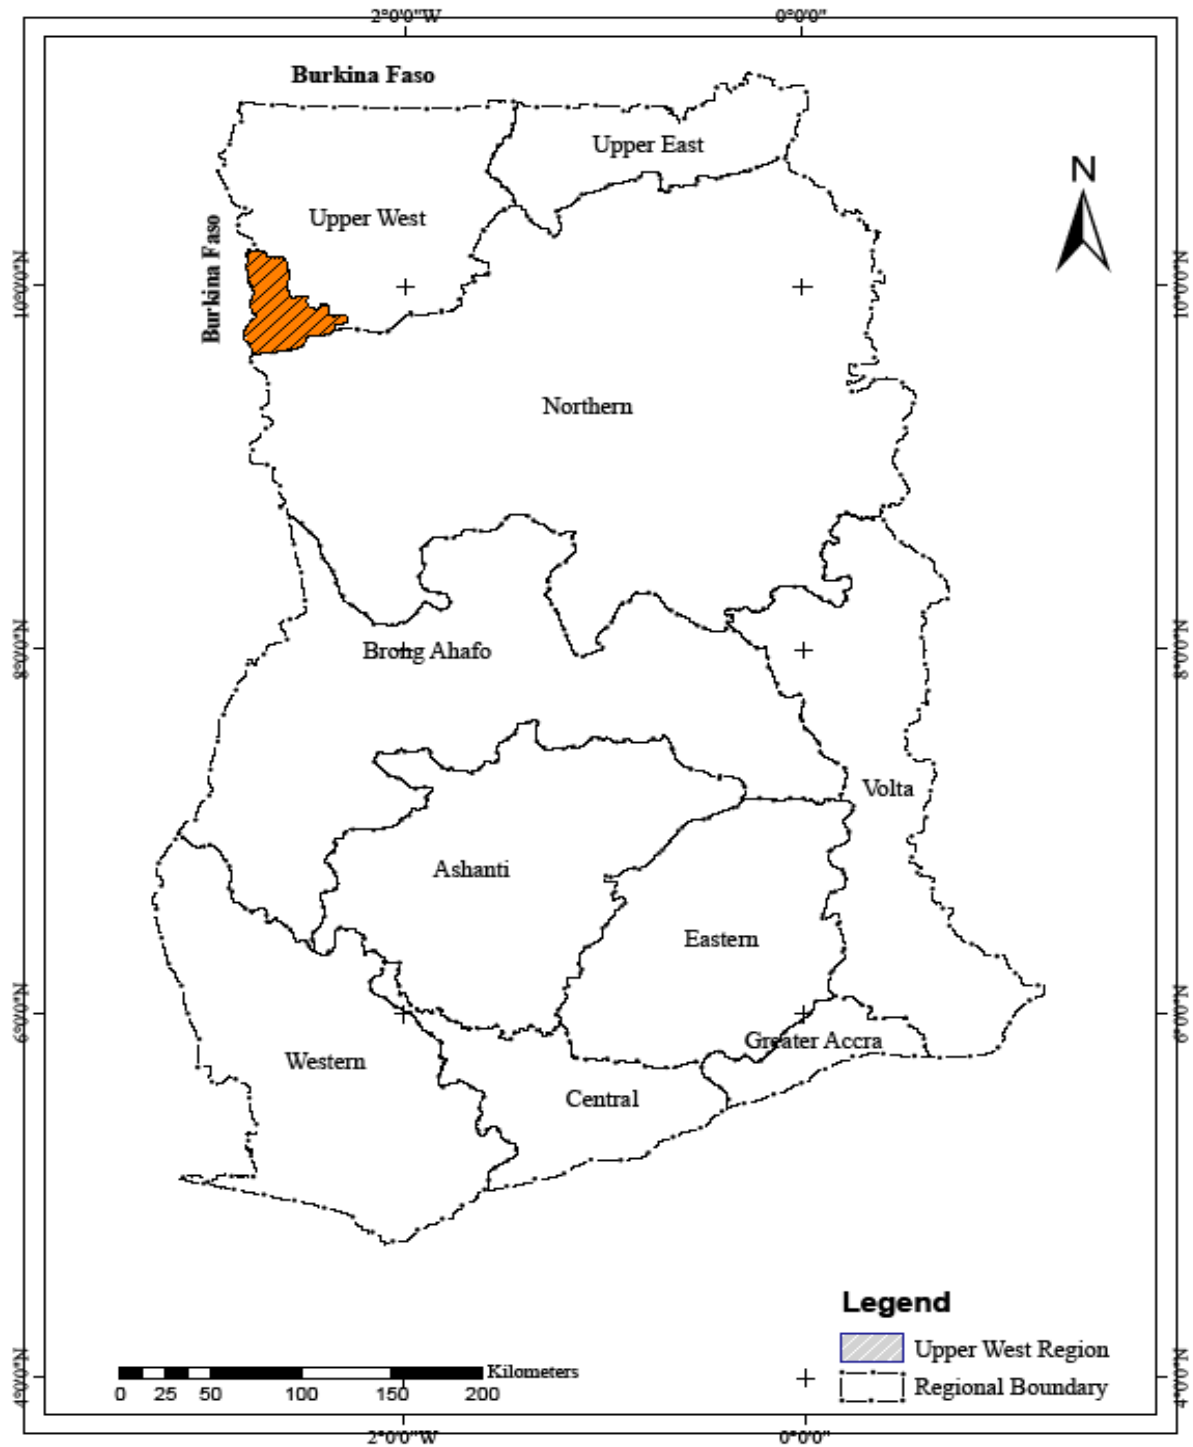 2°0'0"W
0°0'0"
Burkina Faso
Upper East
N
Upper West
Burkina Faso
10°0'0"N
10°0'0"N
Northern
8°0'0"N
Brong Ahafo
8°0'0"N
Volta
Ashanti
Eastern
6°0'0"N
6°0'0"N
Greater Accra
Western
Central
Legend
Upper West Region
Regional Boundary
Kilometers
0 25 50 100 150 200
4°0'0"N
4°0'0"N
2°0'0"W
0°0'0"